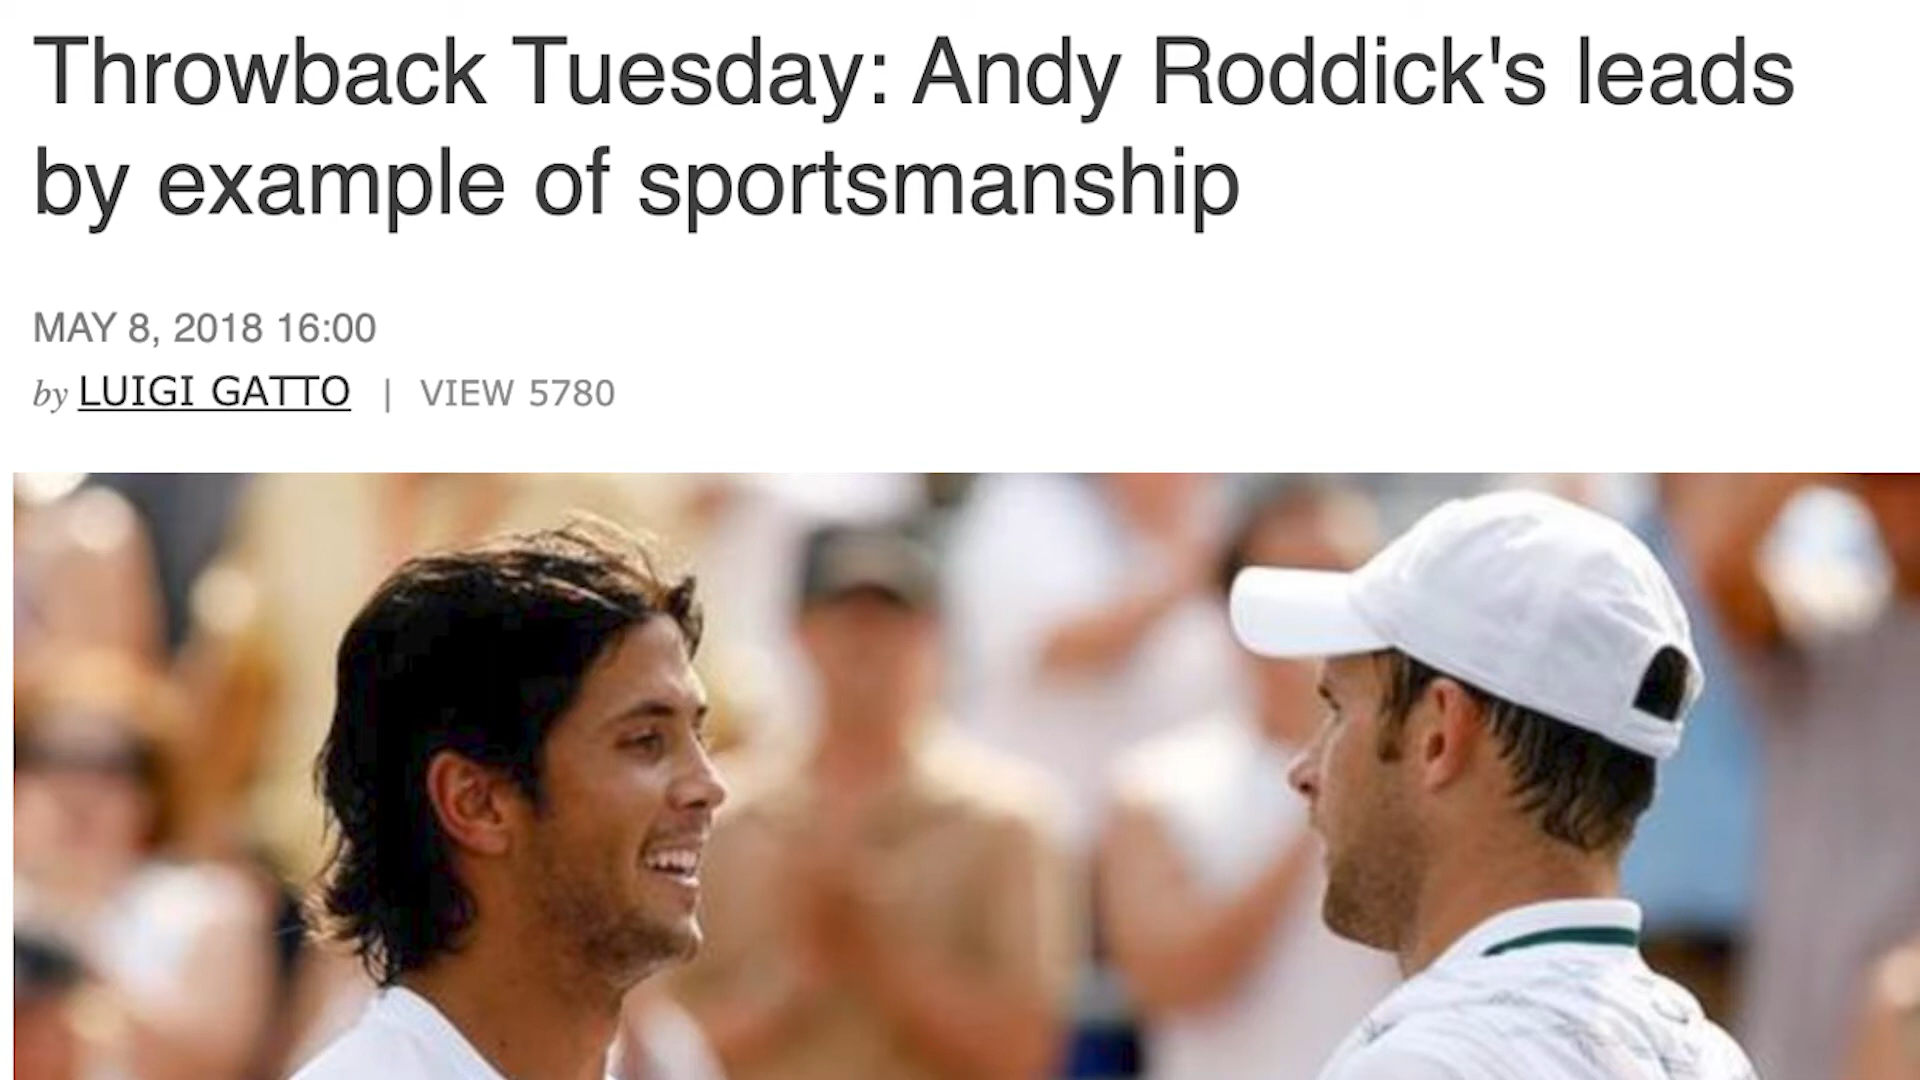 Throwback Tuesday: Andy Roddick's leads
by example of sportsmanship
MAY 8, 2018 16:00
by LUIGI GATTO | VIEW 5780